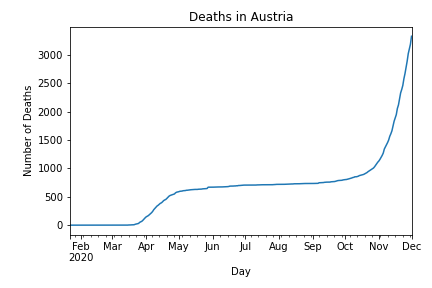 Deaths in Austria
Number of Deaths
3000
2500
2000
1500
1000
500
0
Feb Mar Apr May Jun Jul Aug Sep Oct Nov Dec
2020
Day